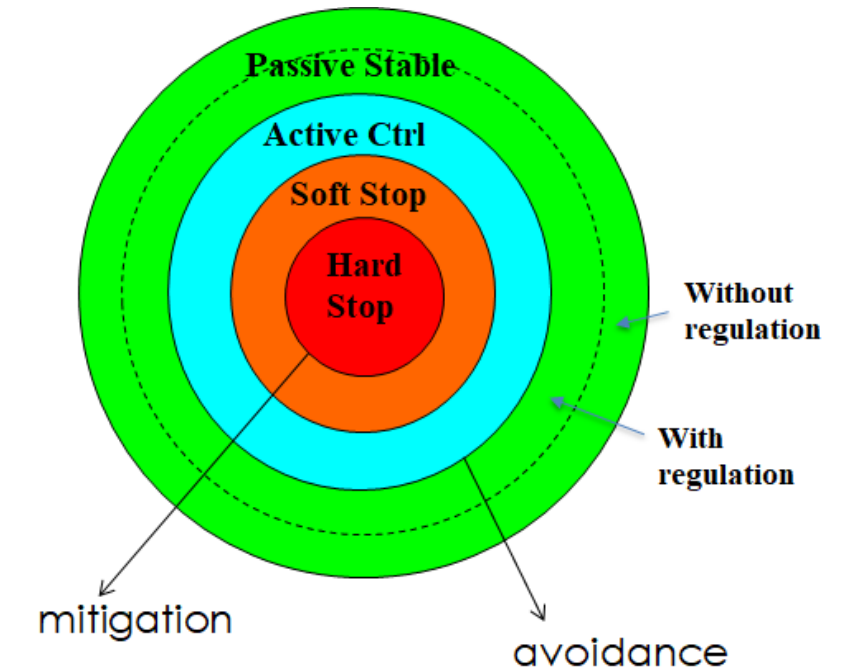 Passive Stable
Active Ctrl
Soft Stop
Hard
Stop
Without
regulation
With
regulation
mitigation
avoidance